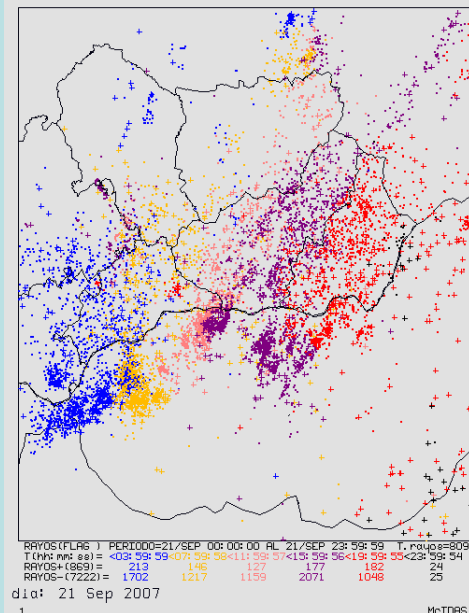 RAYOS(FLAG ) PERIODO=21/SEP 00:00:00 AL 21/SEP 23:59:59 T.rayos=809
T(hh:mm:ss)= <03:59:59 <07:59:58 <11:59:57 <15:59:56 <19:59:55 <23:59:54
RAYOS+(869)= 213 146 127 177 182 24
RAYOS-(7222)= 1702 1217 1159 2071 1048 25
dia: 21 Sep 2007
1 McIDAS